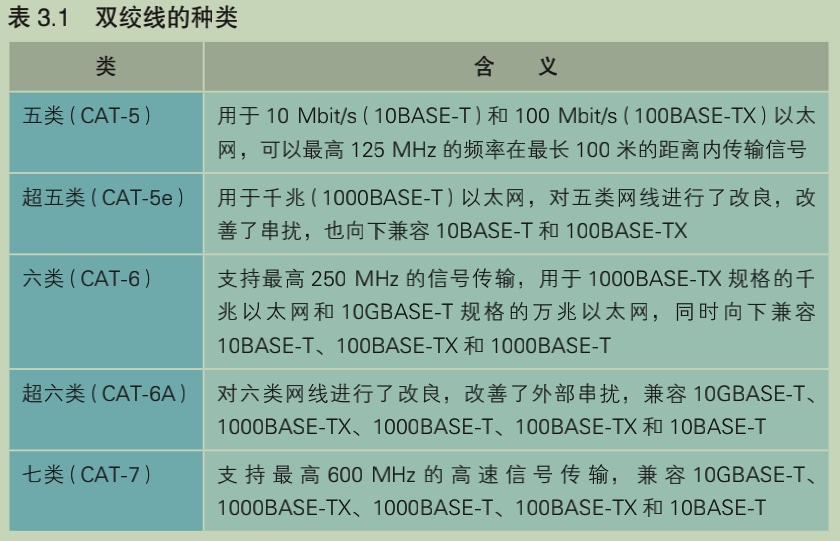 表 3.1 双绞线的种类
类
含 义
五类（CAT-5）
用于 10 Mbit/s（10BASE-T）和 100 Mbit/s（100BASE-TX）以太
网，可以最高 125 MHz 的频率在最长 100 米的距离内传输信号
超五类（CAT-5e）
用于千兆（1000BASE-T）以太网，对五类网线进行了改良，改
善了串扰，也向下兼容 10BASE-T 和 100BASE-TX
六类（CAT-6）
支持最高 250 MHz 的信号传输，用于 1000BASE-TX 规格的千
兆以太网和 10GBASE-T 规格的万兆以太网，同时向下兼容
10BASE-T、100BASE-TX 和 1000BASE-T
超六类（CAT-6A）
对六类网线进行了改良，改善了外部串扰，兼容 10GBASE-T、
1000BASE-TX、1000BASE-T、100BASE-TX 和 10BASE-T
七类（CAT-7）
支持最高 600 MHz 的高速信号传输，兼容 10GBASE-T、
1000BASE-TX、1000BASE-T、100BASE-TX 和 10BASE-T